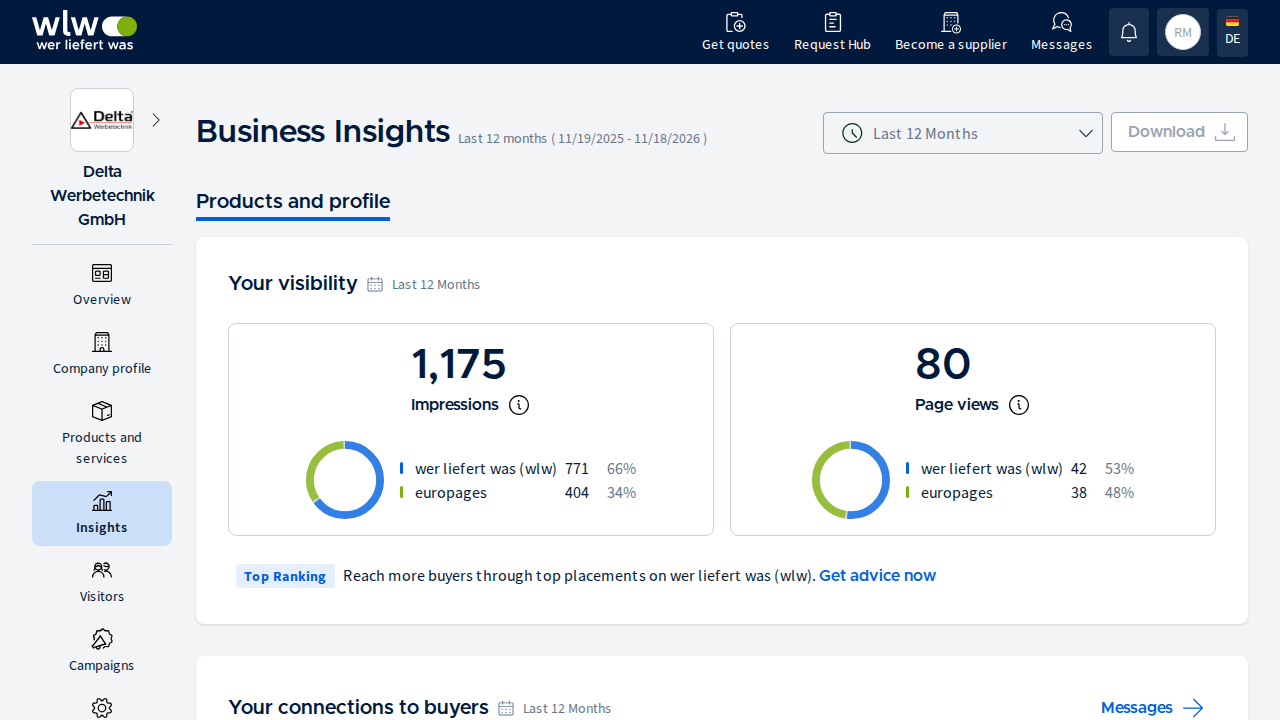 wlw
wer liefert was
Get quotes
Request Hub
Become a supplier
Messages
RM
DE
Delta
Werbetechnik
Delta
Werbetechnik
GmbH
Overview
Company profile
Products and
services
Insights
Visitors
Campaigns
Business Insights Last 12 months ( 11/19/2025 - 11/18/2026 )
Last 12 Months
Download
Products and profile
Your visibility Last 12 Months
1,175
Impressions
wer liefert was (wlw) 771 66%
europages 404 34%
80
Page views
wer liefert was (wlw) 42 53%
europages 38 48%
Top Ranking Reach more buyers through top placements on wer liefert was (wlw). Get advice now
Your connections to buyers Last 12 Months
Messages